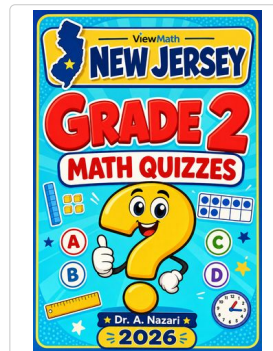 ViewMath
NEW JERSEY
GRADE 2
MATH QUIZZES
A
C
B
D
Dr. A. Nazari
2026